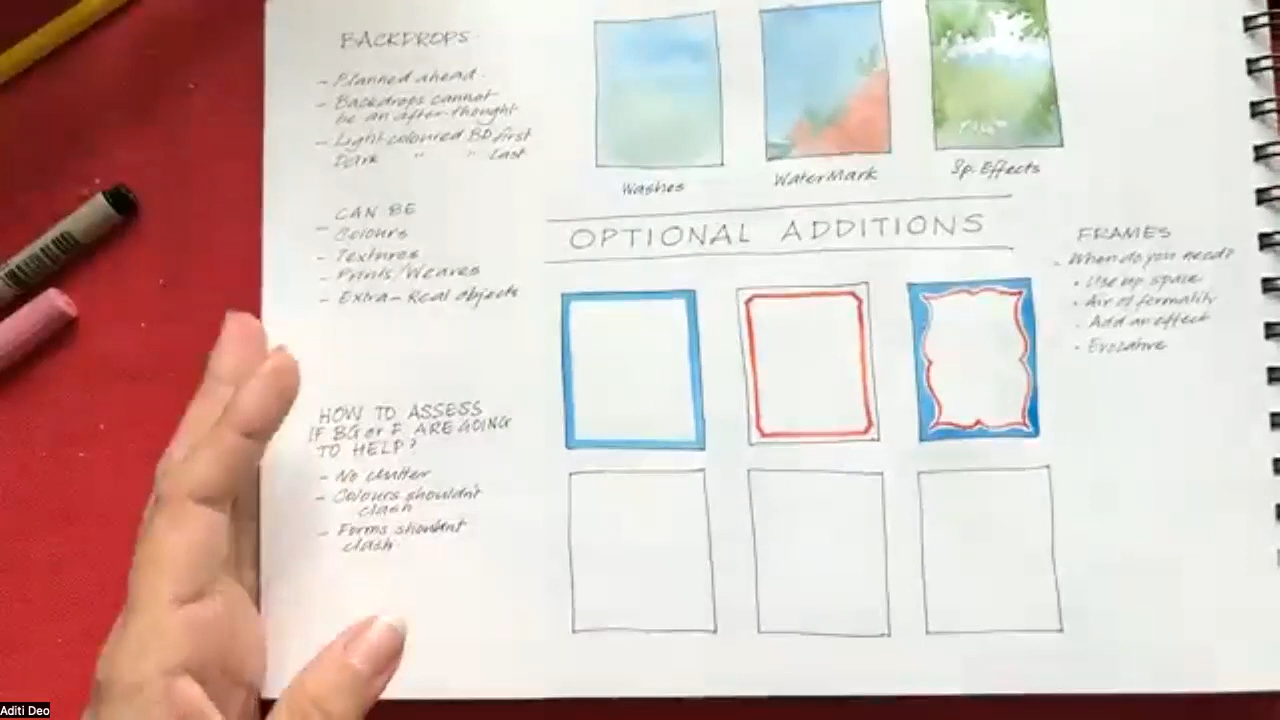 BACKDROPS
- Planned ahead.
- Backdrops cannot
be an after-thought
- Light coloured BD first
Dark " " Last
Washes
WaterMark
Sp. Effects
- CAN BE
Colours
- Textures
- Prints/Weaves
- Extra-Real objects
OPTIONAL ADDITIONS
FRAMES
- When do you need?
• Use up space
• Air of formality
• Add an effect
• Evocative
HOW TO ASSESS
IF BG or F ARE GOING
TO HELP?
- No clutter
- Colours shouldn't
clash
- Forms shouldnt
clash
Aditi Deo